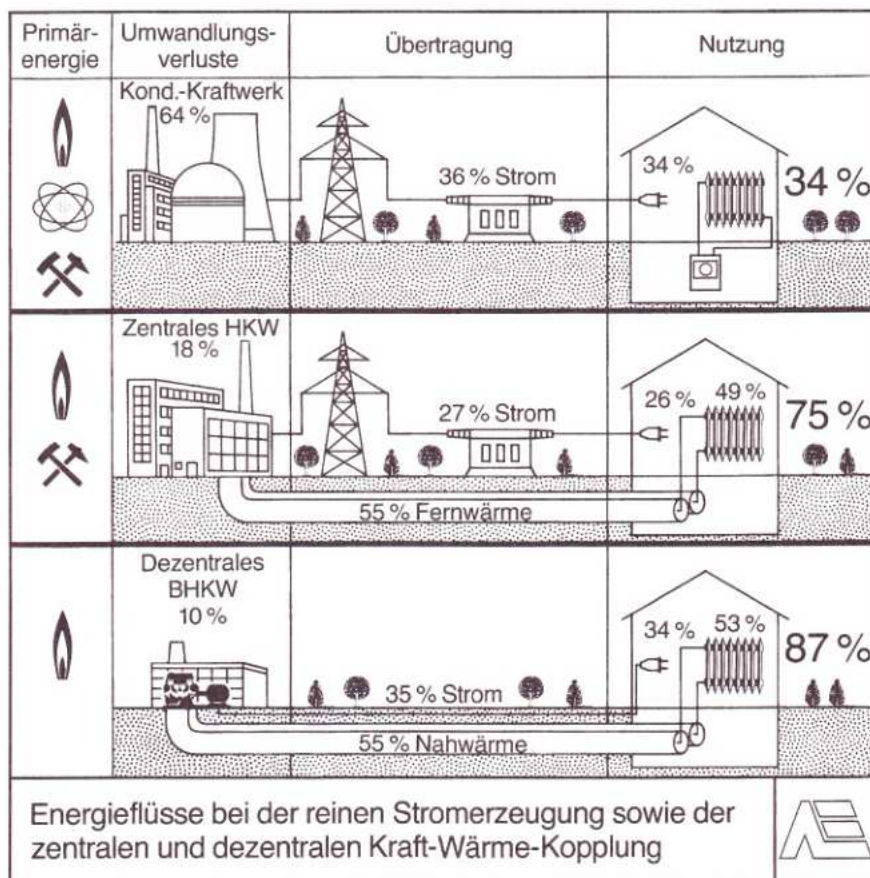 Primär-
energie
Umwandlungs-
verluste
Übertragung
Nutzung
Kond.-Kraftwerk
64 %
36 % Strom
34 %
34 %
Zentrales HKW
18 %
27 % Strom
26 %
49 %
75 %
55 % Fernwärme
Dezentrales
BHKW
10 %
34 %
53 %
87 %
35 % Strom
55 % Nahwärme
Energieflüsse bei der reinen Stromerzeugung sowie der
zentralen und dezentralen Kraft-Wärme-Kopplung